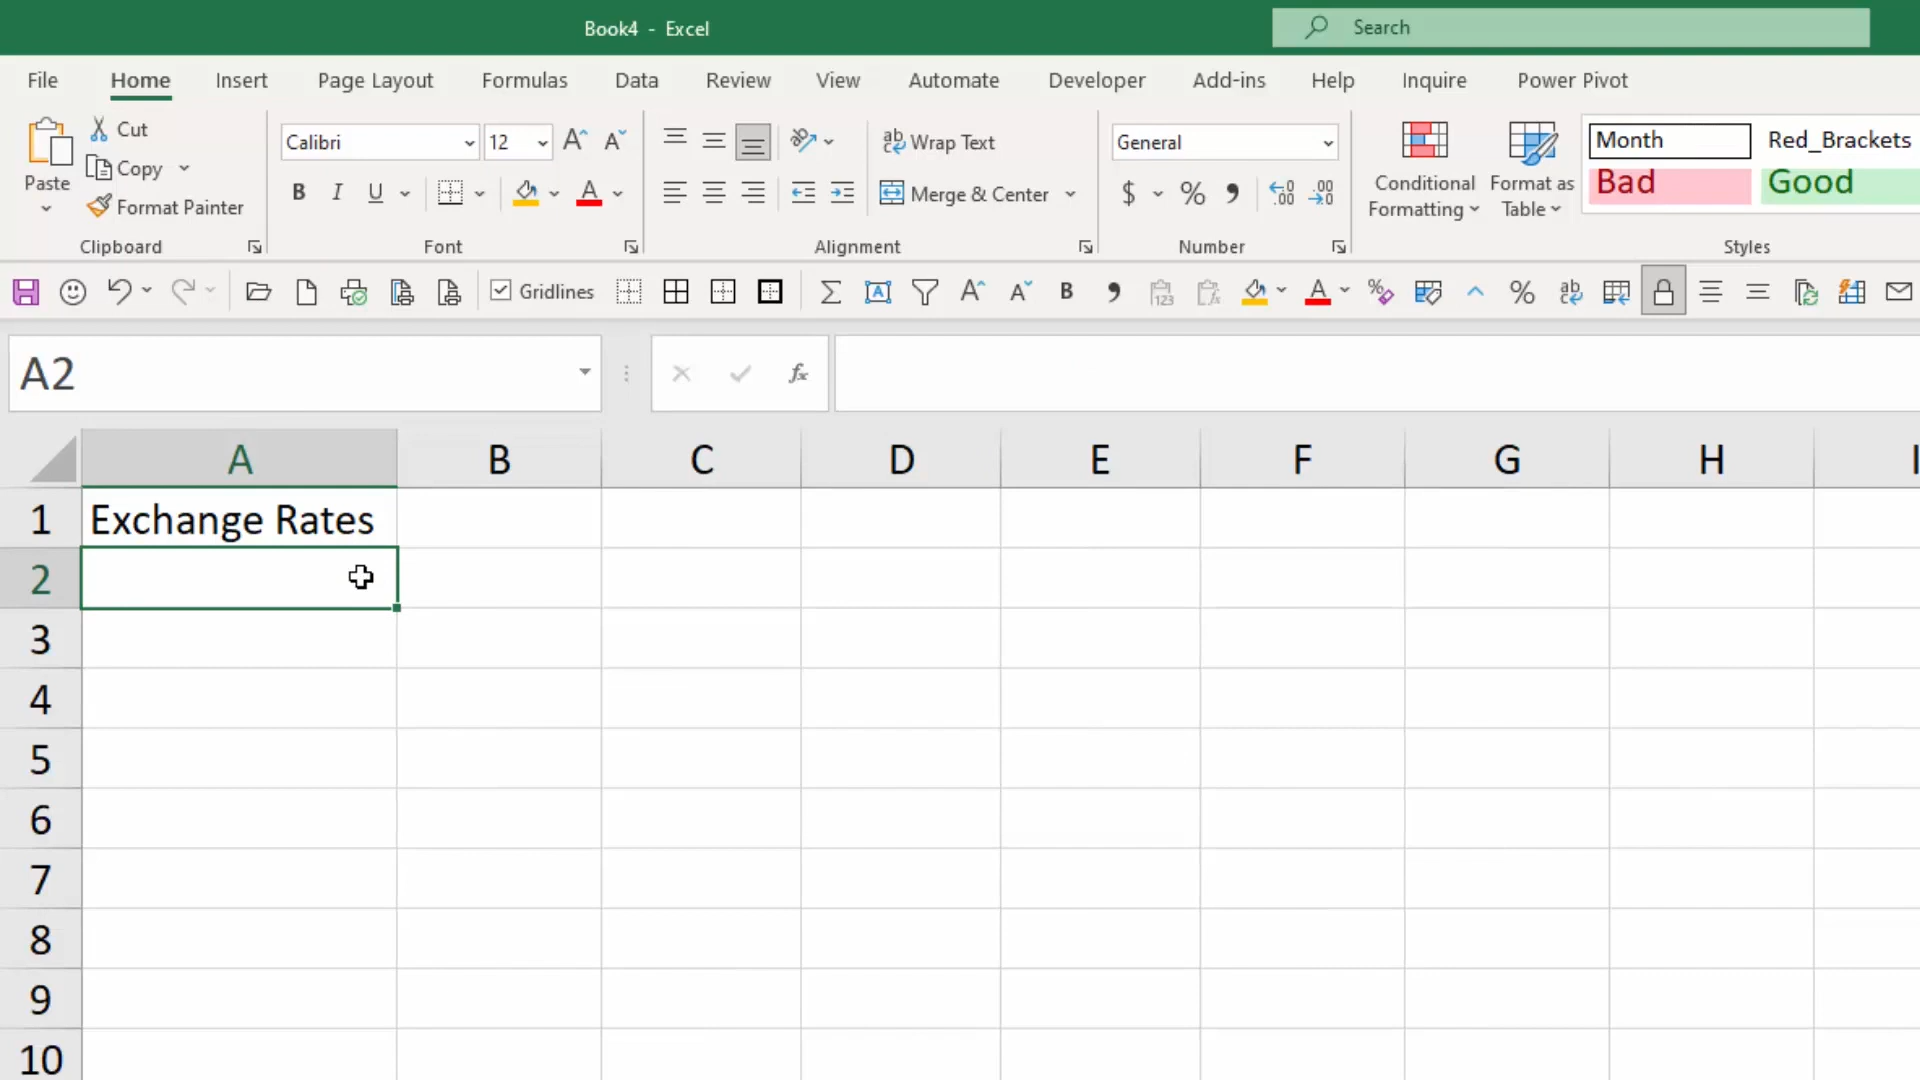 Book4 - Excel
Search
File Home Insert Page Layout Formulas Data Review View Automate Developer Add-ins Help Inquire Power Pivot
Paste
Cut
Copy
Format Painter
Clipboard
Calibri 12
B I U A
Font
Wrap Text
Merge & Center
Alignment
General
$ % ,
Number
Conditional Formatting
Format as Table
Month Red_Brackets
Bad Good
Styles
Gridlines
A2
fx
A B C D E F G H I
1 Exchange Rates
2
3
4
5
6
7
8
9
10